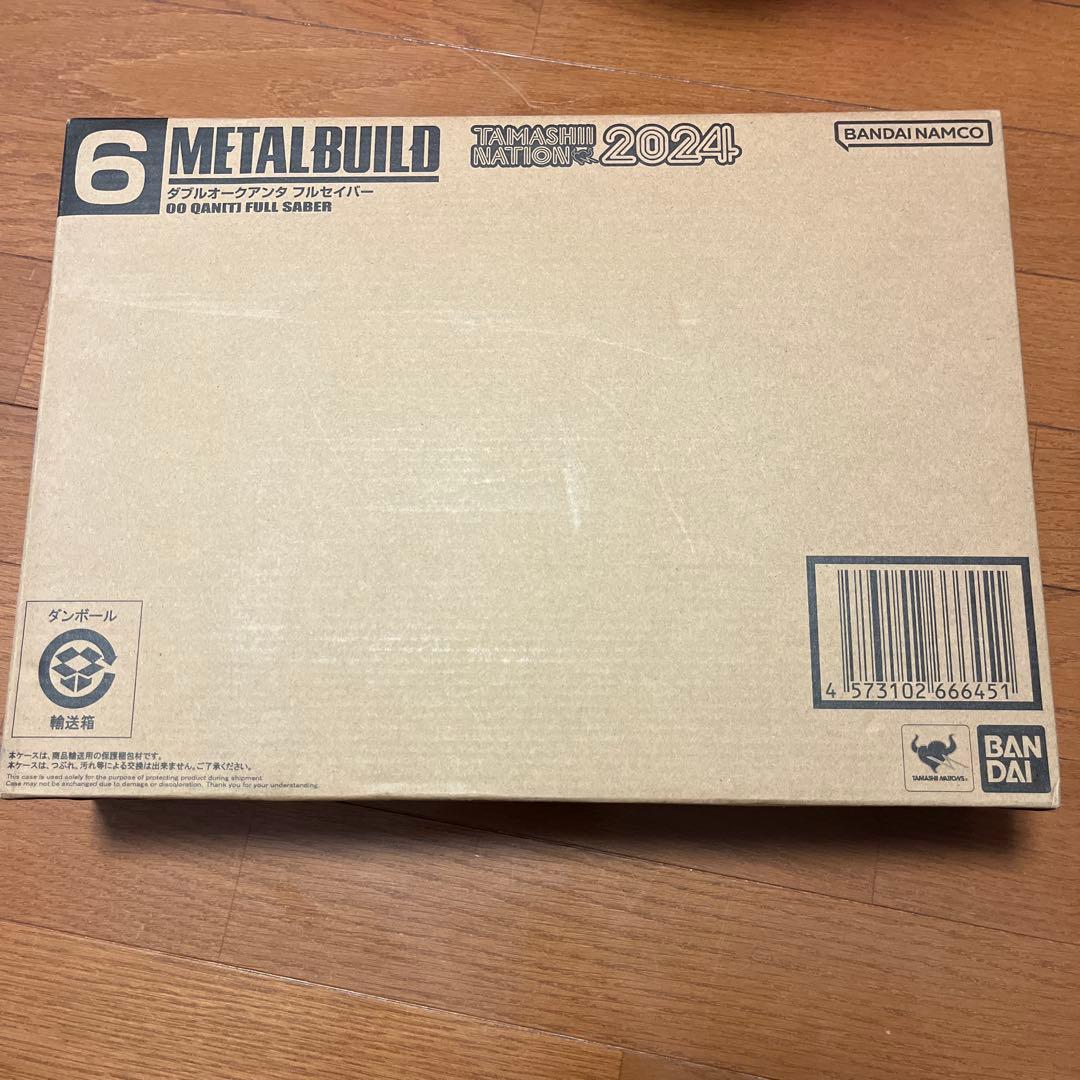 6
METALBUILD
ダブルオークアンタ フルセイバー
00 QAN[T] FULL SABER
TAMASHII
NATION 2024
BANDAI NAMCO
ダンボール
輸送箱
本ケースは、商品輸送用の保護梱包材です。
本ケースは、つぶれ、汚れ等による交換は出来ません。ご了承ください。
This case is used solely for the purpose of protecting product during shipment.
Case may not be exchanged due to damage or discoloration. Thank you for your understanding.
4 573102 666451
TAMASHII NATIONS
BAN
DAI